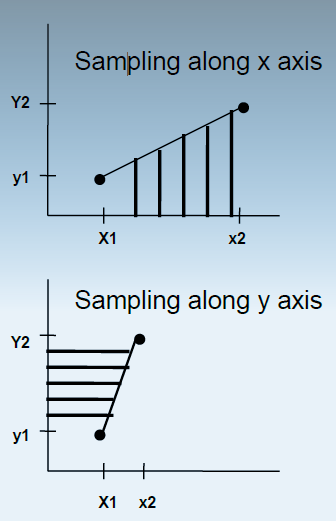 Sampling along x axis
Y2
y1
X1 x2
Sampling along y axis
Y2
y1
X1 x2